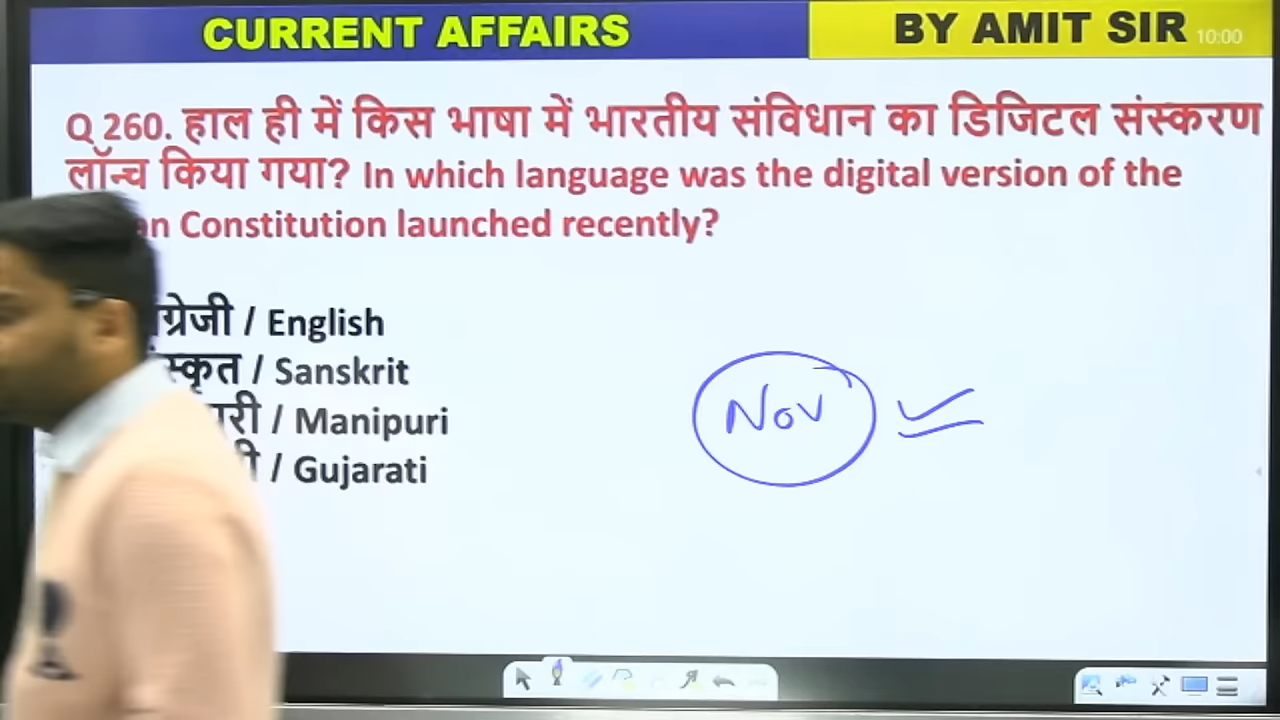 CURRENT AFFAIRS
BY AMIT SIR 10:00
Q 260. हाल ही में किस भाषा में भारतीय संविधान का डिजिटल संस्करण
लॉन्च किया गया? In which language was the digital version of the
Constitution launched recently?
/ English
/ Sanskrit
/ Manipuri
/ Gujarati
Nov